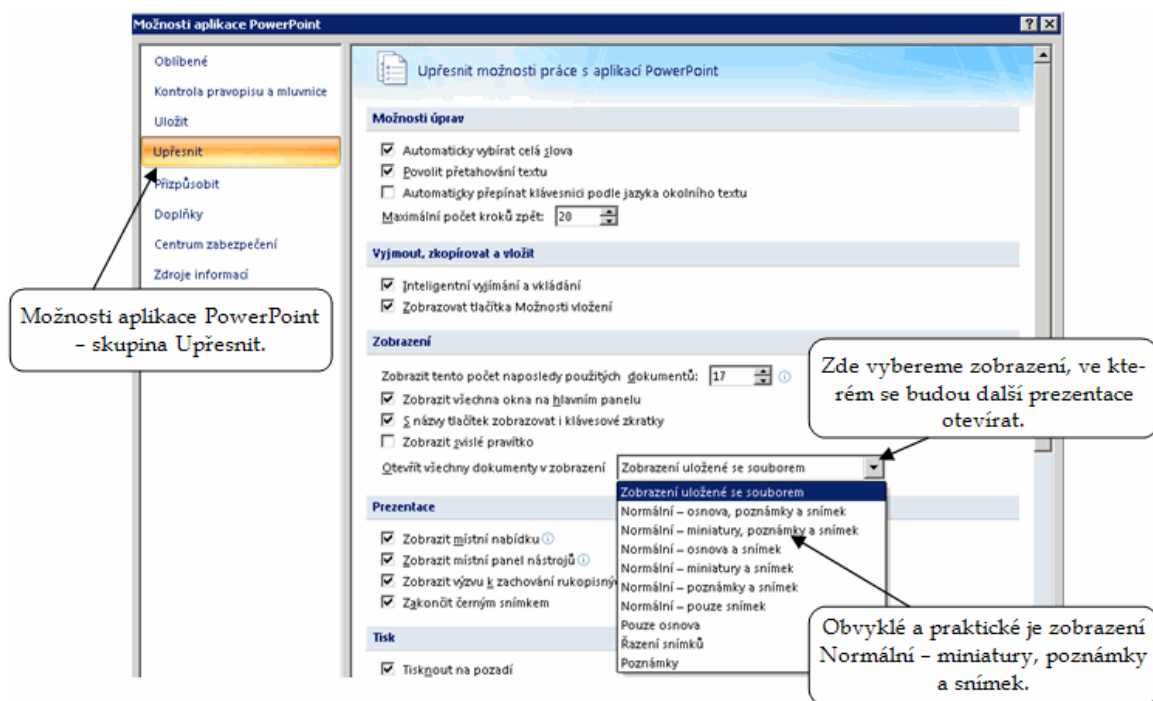 Možnosti aplikace PowerPoint
Oblíbené
Kontrola pravopisu a mluvnice
Uložit
Upřesnit
Přizpůsobit
Doplňky
Centrum zabezpečení
Zdroje informací
Možnosti aplikace PowerPoint
– skupina Upřesnit.
Upřesnit možnosti práce s aplikací PowerPoint
Možnosti úprav
Automaticky vybírat celá slova
Povolit přetahování textu
Automaticky přepínat klávesnici podle jazyka okolního textu
Maximální počet kroků zpět: 20
Vyjmout, zkopírovat a vložit
Inteligentní vyjímání a vkládání
Zobrazovat tlačítka Možnosti vložení
Zobrazení
Zobrazit tento počet naposledy použitých dokumentů: 17
Zobrazit všechna okna na hlavním panelu
S názvy tlačítek zobrazovat i klávesové zkratky
Zobrazit svislé pravítko
Otevřít všechny dokumenty v zobrazení Zobrazení uložené se souborem
Zde vybereme zobrazení, ve kte-
rém se budou další prezentace
otevírat.
Zobrazení uložené se souborem
Normální – osnova, poznámky a snímek
Normální – miniatury, poznámky a snímek
Normální – osnova a snímek
Normální – miniatury a snímek
Normální – poznámky a snímek
Normální – pouze snímek
Pouze osnova
Řazení snímků
Poznámky
Prezentace
Zobrazit místní nabídku
Zobrazit místní panel nástrojů
Zobrazit výzvu k zachování
Zakončit černým snímkem
Tisk
Tisknout na pozadí
Obvyklé a praktické je zobrazení
Normální – miniatury, poznámky
a snímek.